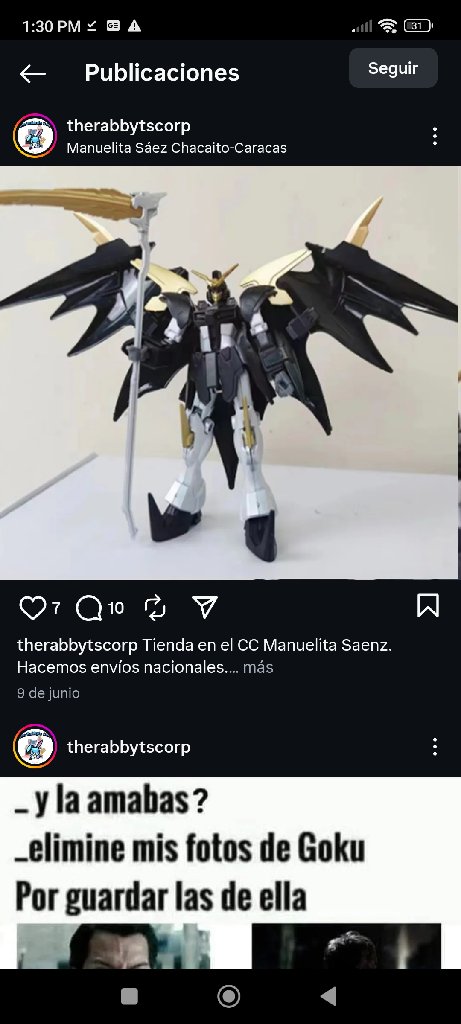 1:30 PM
31
Publicaciones
Seguir
therabbytscorp
Manuelita Sáez Chacaito-Caracas
7
10
therabbytscorp Tienda en el CC Manuelita Saenz.
Hacemos envíos nacionales.... más
9 de junio
therabbytscorp
... y la amabas?
...elimine mis fotos de Goku
Por guardar las de ella